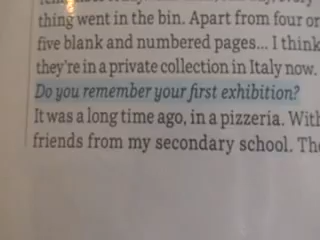 thing went in the bin. Apart from four or
five blank and numbered pages... I think
they're in a private collection in Italy now.
Do you remember your first exhibition?
It was a long time ago, in a pizzeria. With
friends from my secondary school. The